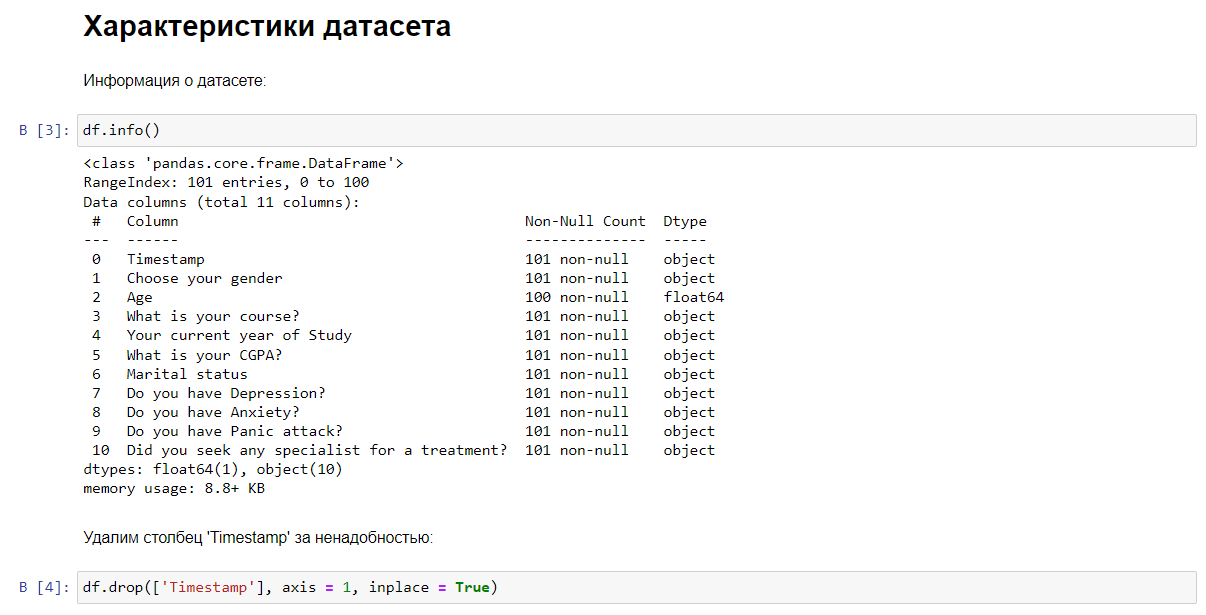 Характеристики датасета
Информация о датасете:
В [3]: df.info()
<class 'pandas.core.frame.DataFrame'>
RangeIndex: 101 entries, 0 to 100
Data columns (total 11 columns):
 #   Column                                        Non-Null Count  Dtype
---  ------                                        --------------  -----
 0   Timestamp                                     101 non-null    object
 1   Choose your gender                            101 non-null    object
 2   Age                                           100 non-null    float64
 3   What is your course?                          101 non-null    object
 4   Your current year of Study                    101 non-null    object
 5   What is your CGPA?                            101 non-null    object
 6   Marital status                                101 non-null    object
 7   Do you have Depression?                       101 non-null    object
 8   Do you have Anxiety?                          101 non-null    object
 9   Do you have Panic attack?                     101 non-null    object
 10  Did you seek any specialist for a treatment?  101 non-null    object
dtypes: float64(1), object(10)
memory usage: 8.8+ KB
Удалим столбец 'Timestamp' за ненадобностью:
В [4]: df.drop(['Timestamp'], axis = 1, inplace = True)